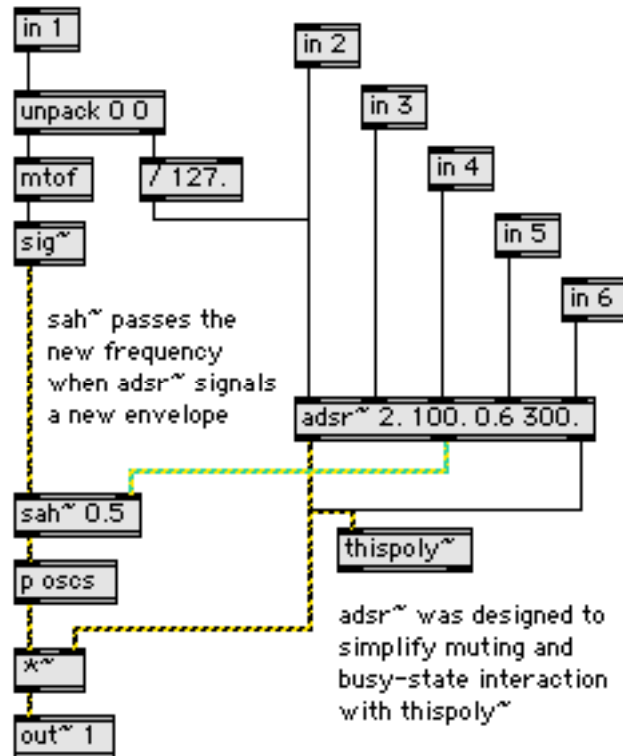 in 1
in 2
unpack 0 0
in 3
mtof
/ 127.
in 4
sig~
in 5
in 6
sah~ passes the
new frequency
when adsr~ signals
a new envelope
adsr~ 2. 100. 0.6 300.
sah~ 0.5
thispoly~
p oscs
adsr~ was designed to
simplify muting and
busy-state interaction
with thispoly~
*~
out~ 1